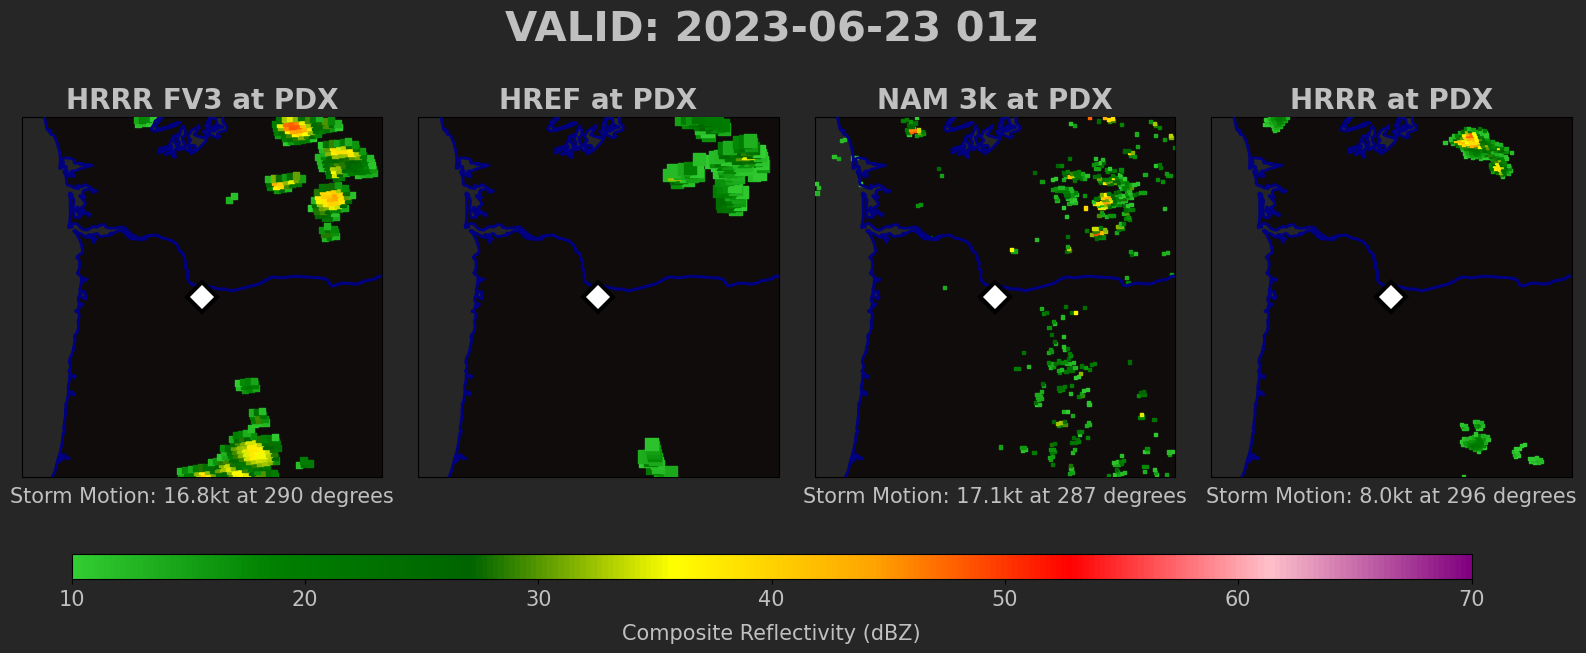 VALID: 2023-06-23 01z
HRRR FV3 at PDX
HREF at PDX
NAM 3k at PDX
HRRR at PDX
Storm Motion: 16.8kt at 290 degrees
Storm Motion: 17.1kt at 287 degrees
Storm Motion: 8.0kt at 296 degrees
10 20 30 40 50 60 70
Composite Reflectivity (dBZ)